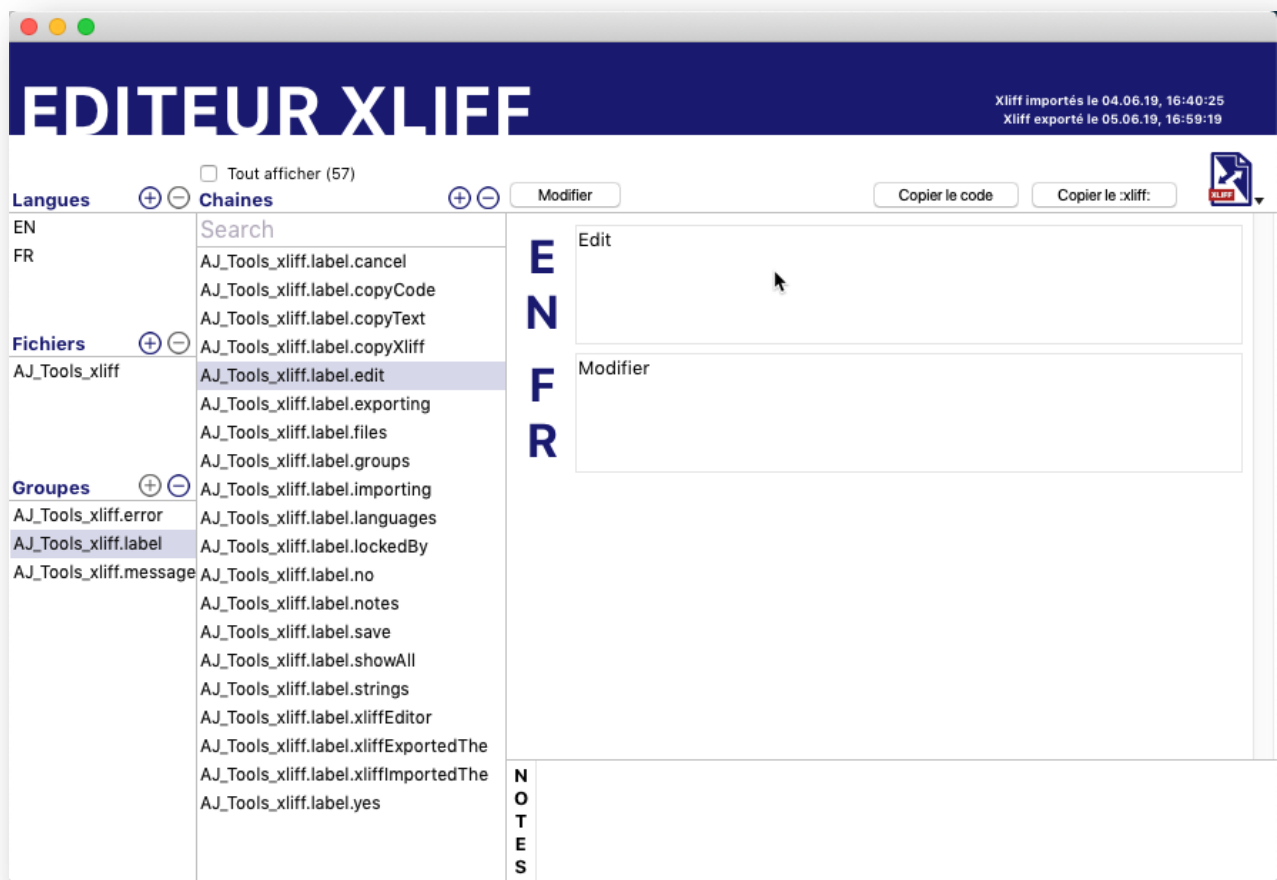 EDITEUR XLIFF
Xliff importés le 04.06.19, 16:40:25
Xliff exporté le 05.06.19, 16:59:19
Tout afficher (57)
Langues
EN
FR
Fichiers
AJ_Tools_xliff
Groupes
AJ_Tools_xliff.error
AJ_Tools_xliff.label
AJ_Tools_xliff.message
Chaines
Search
AJ_Tools_xliff.label.cancel
AJ_Tools_xliff.label.copyCode
AJ_Tools_xliff.label.copyText
AJ_Tools_xliff.label.copyXliff
AJ_Tools_xliff.label.edit
AJ_Tools_xliff.label.exporting
AJ_Tools_xliff.label.files
AJ_Tools_xliff.label.groups
AJ_Tools_xliff.label.importing
AJ_Tools_xliff.label.languages
AJ_Tools_xliff.label.lockedBy
AJ_Tools_xliff.label.no
AJ_Tools_xliff.label.notes
AJ_Tools_xliff.label.save
AJ_Tools_xliff.label.showAll
AJ_Tools_xliff.label.strings
AJ_Tools_xliff.label.xliffEditor
AJ_Tools_xliff.label.xliffExportedThe
AJ_Tools_xliff.label.xliffImportedThe
AJ_Tools_xliff.label.yes
Modifier
Copier le code
Copier le :xliff:
XLIFF
EN
Edit
FR
Modifier
NOTES